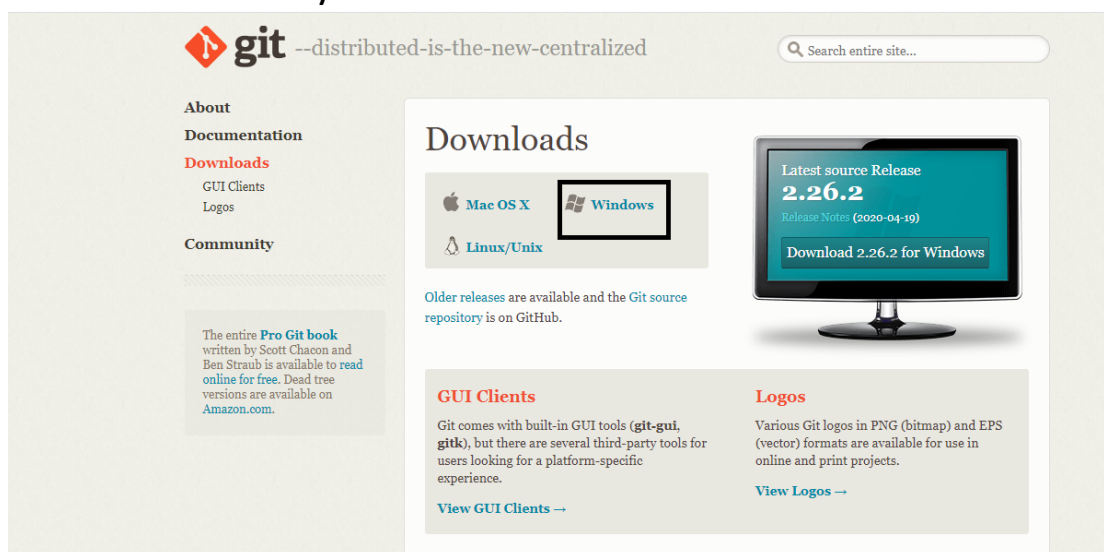 git --distributed-is-the-new-centralized
Search entire site...
About
Documentation
Downloads
GUI Clients
Logos
Community
The entire Pro Git book
written by Scott Chacon and
Ben Straub is available to read
online for free. Dead tree
versions are available on
Amazon.com.
Downloads
Mac OS X
Windows
Linux/Unix
Older releases are available and the Git source
repository is on GitHub.
Latest source Release
2.26.2
Release Notes (2020-04-19)
Download 2.26.2 for Windows
GUI Clients
Git comes with built-in GUI tools (git-gui,
gitk), but there are several third-party tools for
users looking for a platform-specific
experience.
View GUI Clients →
Logos
Various Git logos in PNG (bitmap) and EPS
(vector) formats are available for use in
online and print projects.
View Logos →